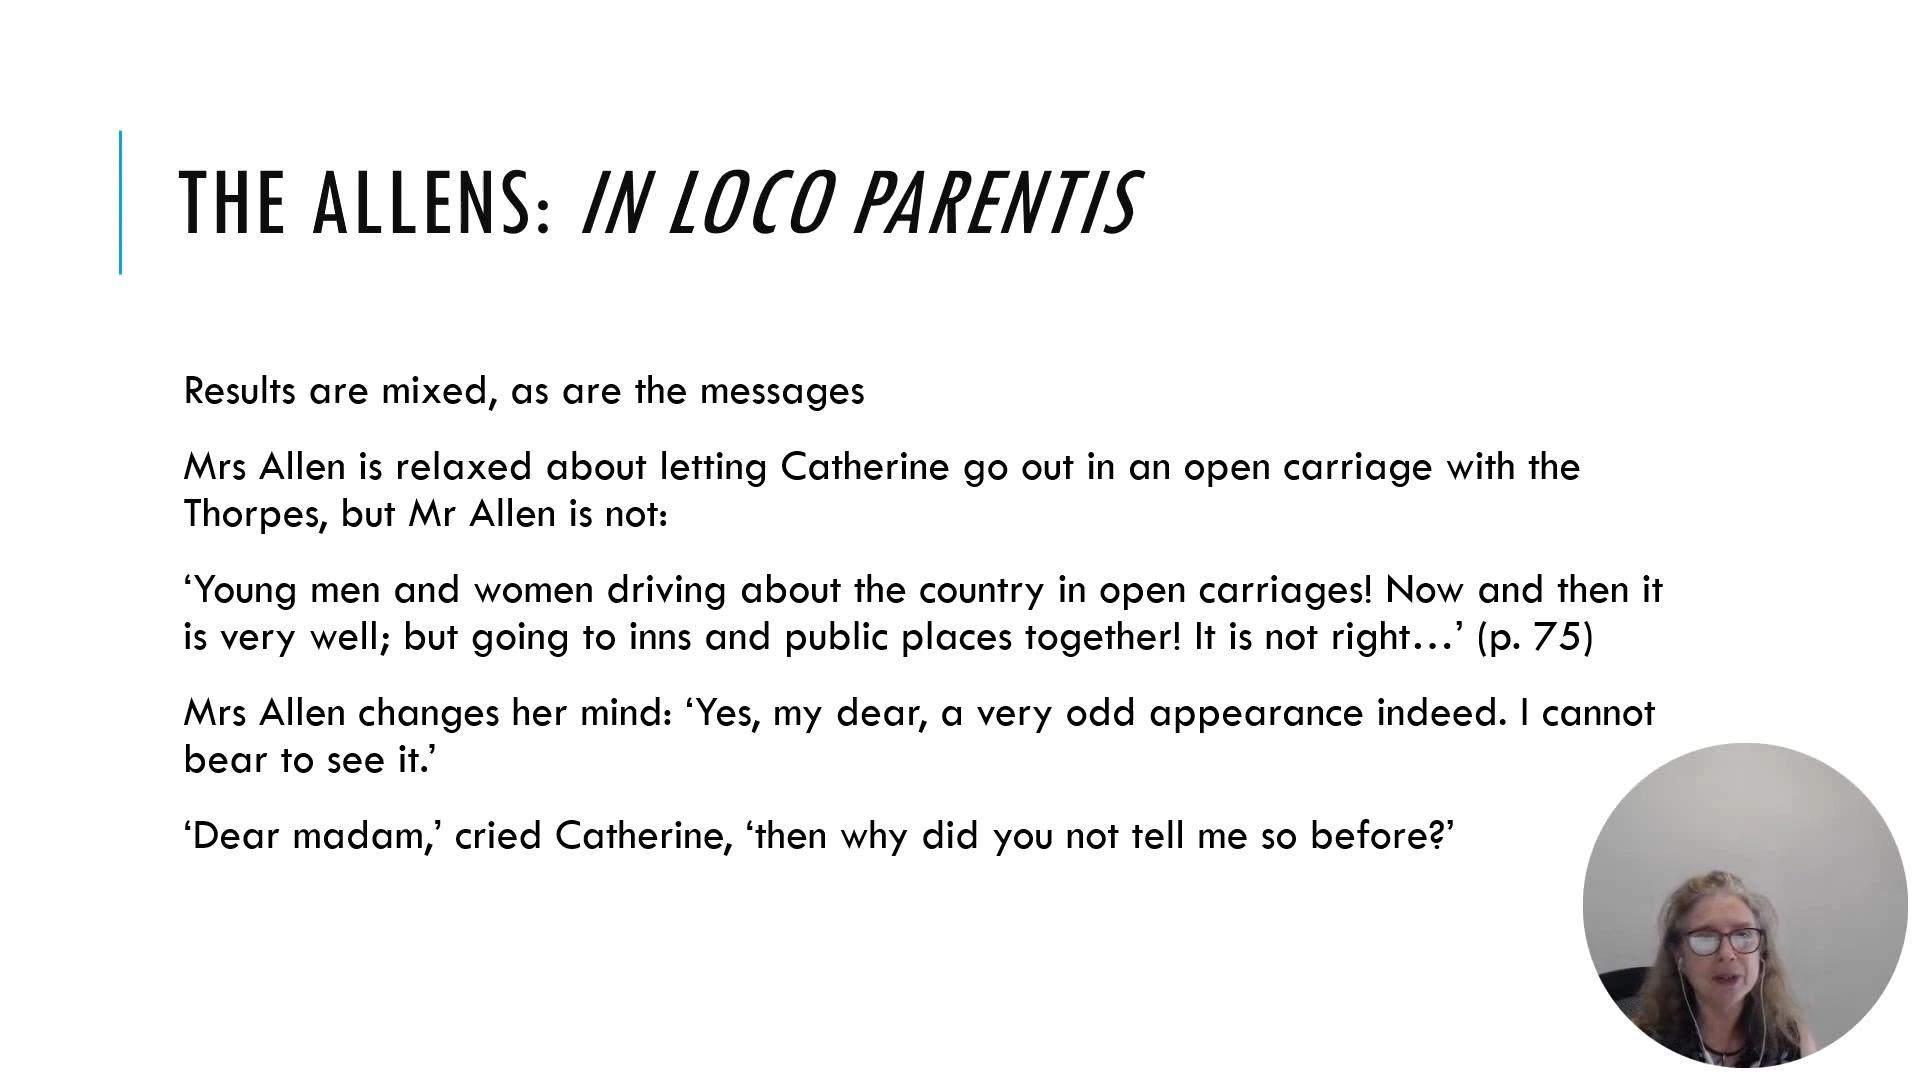 THE ALLENS: IN LOCO PARENTIS
Results are mixed, as are the messages
Mrs Allen is relaxed about letting Catherine go out in an open carriage with the
Thorpes, but Mr Allen is not:
‘Young men and women driving about the country in open carriages! Now and then it
is very well; but going to inns and public places together! It is not right…’ (p. 75)
Mrs Allen changes her mind: ‘Yes, my dear, a very odd appearance indeed. I cannot
bear to see it.’
‘Dear madam,’ cried Catherine, ‘then why did you not tell me so before?’